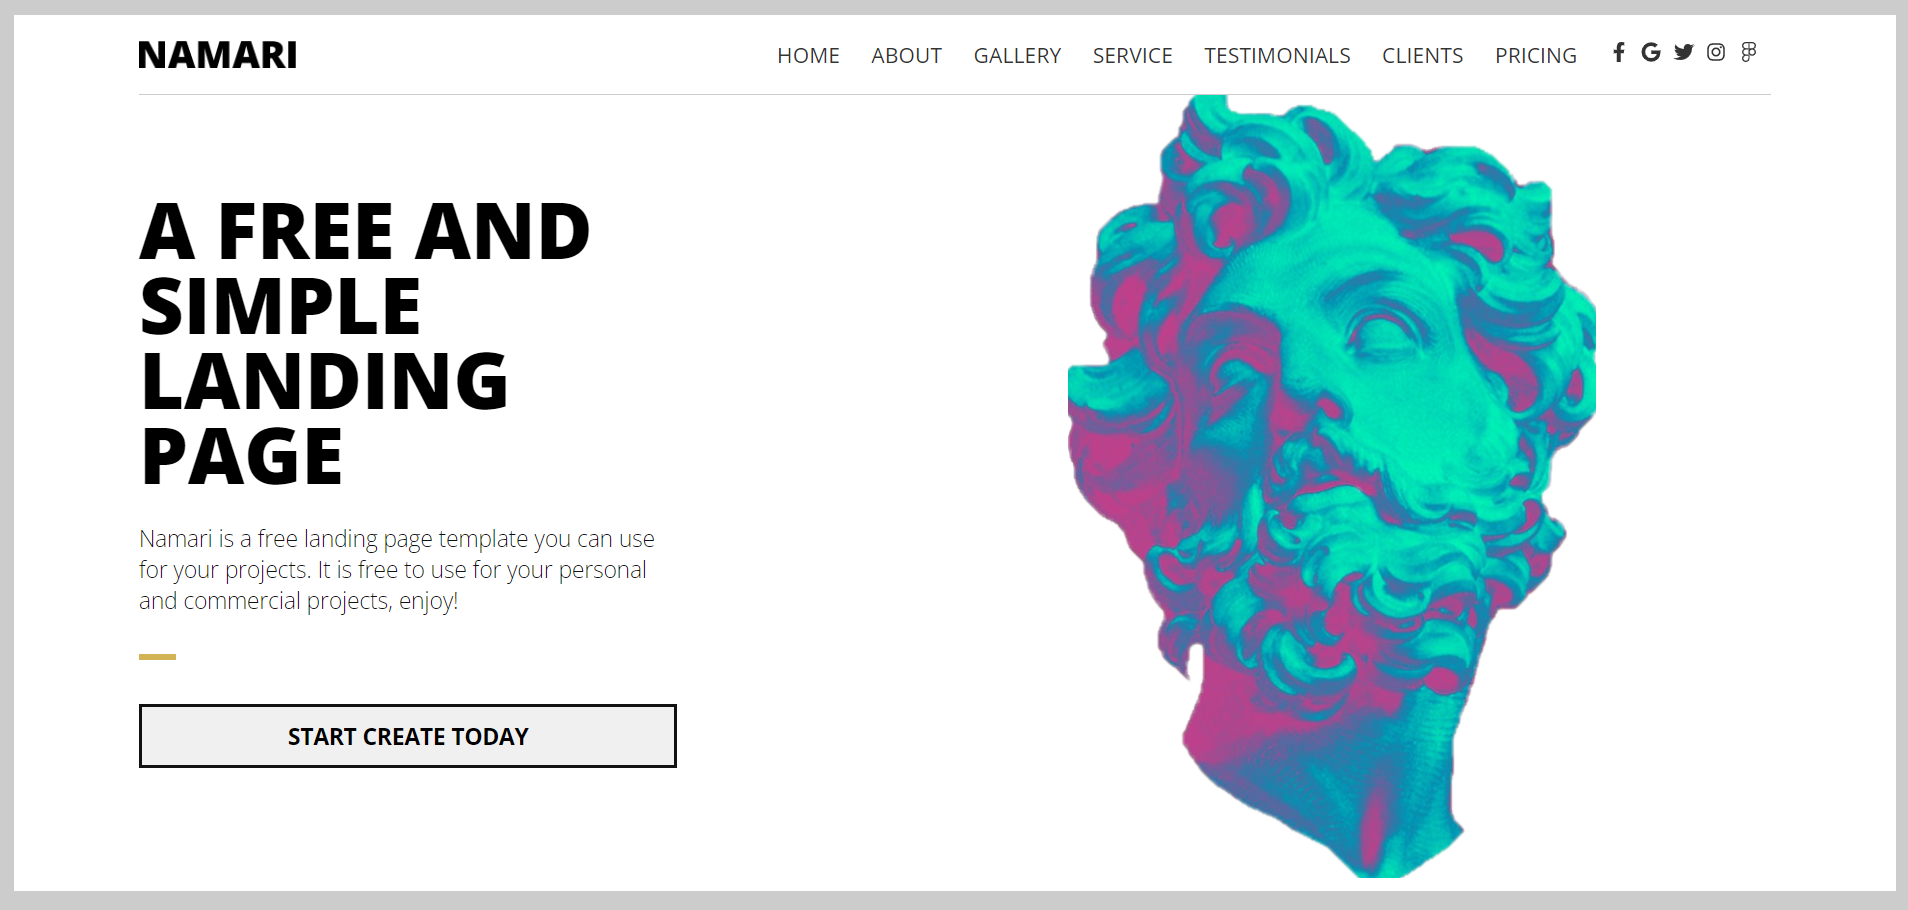 NAMARI
HOME ABOUT GALLERY SERVICE TESTIMONIALS CLIENTS PRICING
A FREE AND
SIMPLE
LANDING
PAGE
Namari is a free landing page template you can use
for your projects. It is free to use for your personal
and commercial projects, enjoy!
START CREATE TODAY